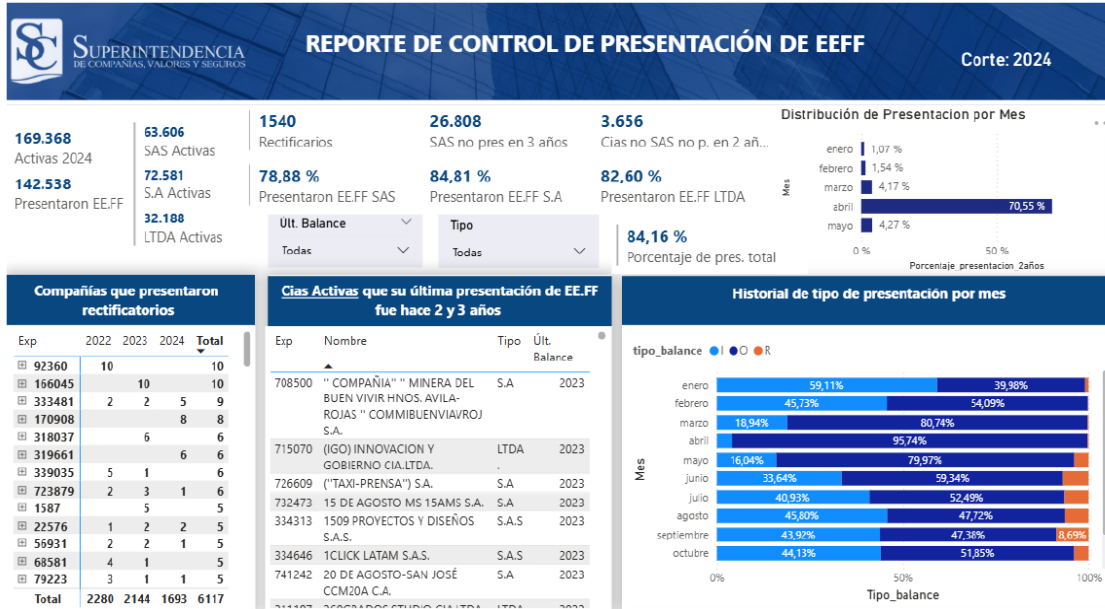 SC
SUPERINTENDENCIA
DE COMPAÑÍAS, VALORES Y SEGUROS
REPORTE DE CONTROL DE PRESENTACIÓN DE EEFF
Corte: 2024
169.368
Activas 2024
142.538
Presentaron EE.FF
63.606
SAS Activas
72.581
S.A Activas
32.188
LTDA Activas
1540
Rectificarios
26.808
SAS no pres en 3 años
3.656
Cias no SAS no p. en 2 añ...
78,88 %
Presentaron EE.FF SAS
84,81 %
Presentaron EE.FF S.A
82,60 %
Presentaron EE.FF LTDA
Últ. Balance
Todas
Tipo
Todas
84,16 %
Porcentaje de pres. total
Distribución de Presentacion por Mes
Mes
enero 1,07 %
febrero 1,54 %
marzo 4,17 %
abril 70,55 %
mayo 4,27 %
0 % 50 %
Porcentaje_presentacion_2años
Compañías que presentaron
rectificatorios
Exp 2022 2023 2024 Total
92360 10 10
166045 10 10
333481 2 2 5 9
170908 8 8
318037 6 6
319661 6 6
339035 5 1 6
723879 2 3 1 6
1587 5 5
22576 1 2 2 5
56931 2 2 1 5
68581 4 1 5
79223 3 1 1 5
Total 2280 2144 1693 6117
Cias Activas que su última presentación de EE.FF
fue hace 2 y 3 años
Exp Nombre Tipo Últ.
Balance
708500 " COMPAÑIA" " MINERA DEL S.A 2023
BUEN VIVIR HNOS. AVILA-
ROJAS " COMMIBUENVIAVROJ
S.A.
715070 (IGO) INNOVACION Y LTDA 2023
GOBIERNO CIA.LTDA. .
726609 ("TAXI-PRENSA") S.A. S.A 2023
732473 15 DE AGOSTO MS 15AMS S.A. S.A 2023
334313 1509 PROYECTOS Y DISEÑOS S.A.S 2023
S.A.S.
334646 1CLICK LATAM S.A.S. S.A.S 2023
741242 20 DE AGOSTO-SAN JOSÉ S.A 2023
CCM20A C.A.
Historial de tipo de presentación por mes
tipo_balance I O R
Mes
enero 59,11% 39,98%
febrero 45,73% 54,09%
marzo 18,94% 80,74%
abril 95,74%
mayo 16,04% 79,97%
junio 33,64% 59,34%
julio 40,93% 52,49%
agosto 45,80% 47,72%
septiembre 43,92% 47,38% 8,69%
octubre 44,13% 51,85%
0% 50% 100%
Tipo_balance